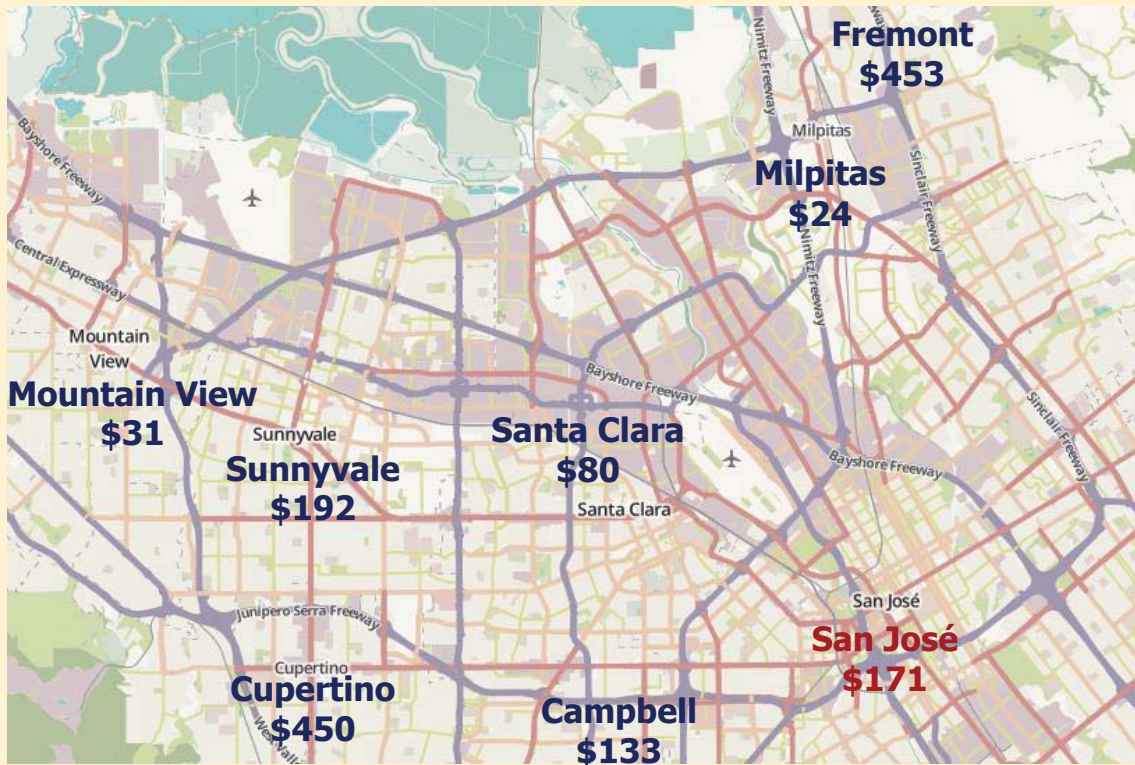 Fremont
$453
Nimitz Freeway
Milpitas
Milpitas
$24
Sinclair Freeway
Nimitz Freeway
Bayshore Freeway
Central Expressway
Mountain
View
Mountain View
$31
Sunnyvale
Sunnyvale
$192
Bayshore Freeway
Santa Clara
$80
Santa Clara
Bayshore Freeway
Sinclair Freeway
San José
San José
$171
Junipero Serra Freeway
Cupertino
Cupertino
$450
Campbell
$133